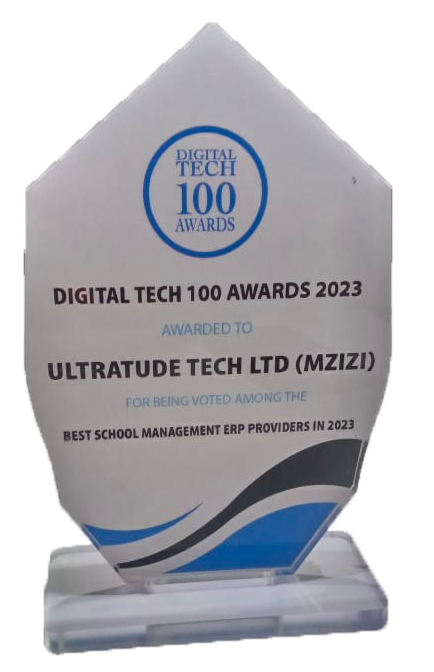 DIGITAL
TECH
100
AWARDS
DIGITAL TECH 100 AWARDS 2023
AWARDED TO
ULTRATUDE TECH LTD (MZIZI)
FOR BEING VOTED AMONG THE
BEST SCHOOL MANAGEMENT ERP PROVIDERS IN 2023